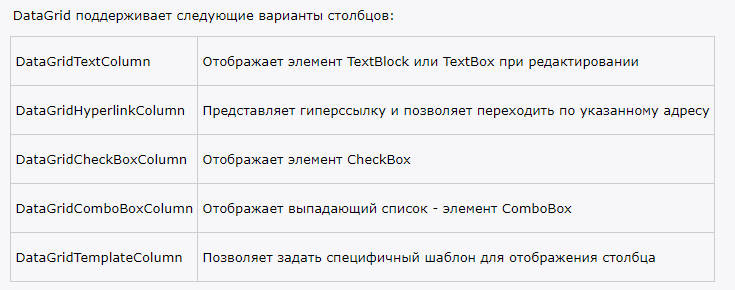 DataGrid поддерживает следующие варианты столбцов:
DataGridTextColumn Отображает элемент TextBlock или TextBox при редактировании
DataGridHyperlinkColumn Представляет гиперссылку и позволяет переходить по указанному адресу
DataGridCheckBoxColumn Отображает элемент CheckBox
DataGridComboBoxColumn Отображает выпадающий список - элемент ComboBox
DataGridTemplateColumn Позволяет задать специфичный шаблон для отображения столбца